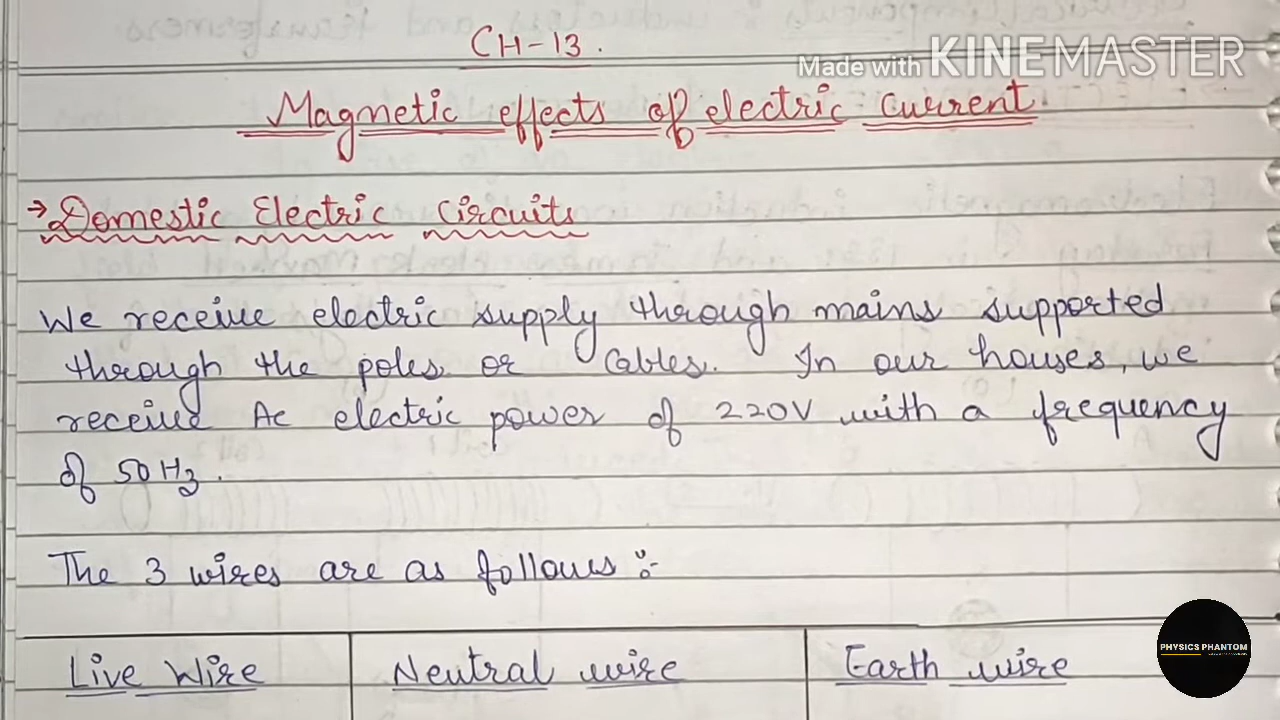 CH-13.
Made with KINEMASTER
Magnetic effects of electric current
→ Domestic Electric Circuits
We receive electric supply through mains supported
through the poles or cables. In our houses, we
receive Ac electric power of 220V with a frequency
of 50 Hz.
The 3 wires are as follows :-
Live Wire Neutral wire Earth wire
PHYSICS PHANTOM